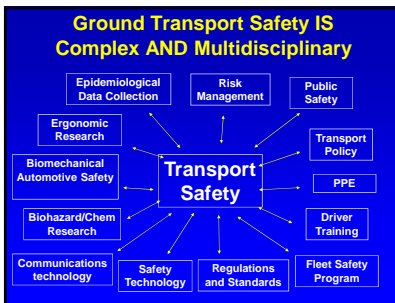 Ground Transport Safety IS
Complex AND Multidisciplinary
Epidemiological
Data Collection
Risk
Management
Public
Safety
Ergonomic
Research
Transport
Policy
Biomechanical
Automotive Safety
Transport
Safety
PPE
Biohazard/Chem
Research
Driver
Training
Communications
technology
Safety
Technology
Regulations
and Standards
Fleet Safety
Program